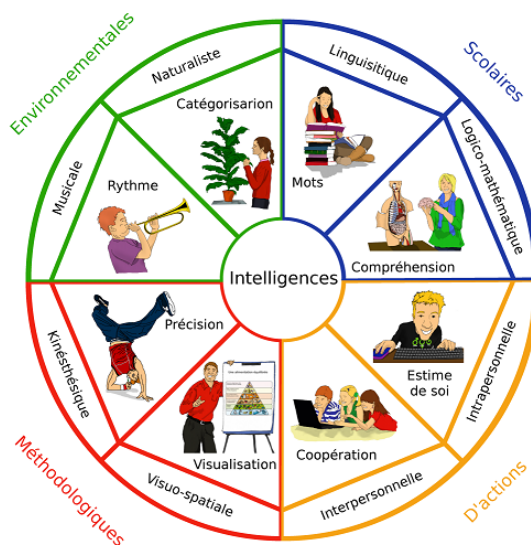 Environnementales
Scolaires
Naturaliste
Linguisitique
Catégorisarion
Mots
Musicale
Rythme
Logico-mathématique
Compréhension
Intelligences
Kinésthésique
Précision
Estime
de soi
Intrapersonnelle
Visualisation
Coopération
Visuo-spatiale
Interpersonnelle
Méthodologiques
D'actions